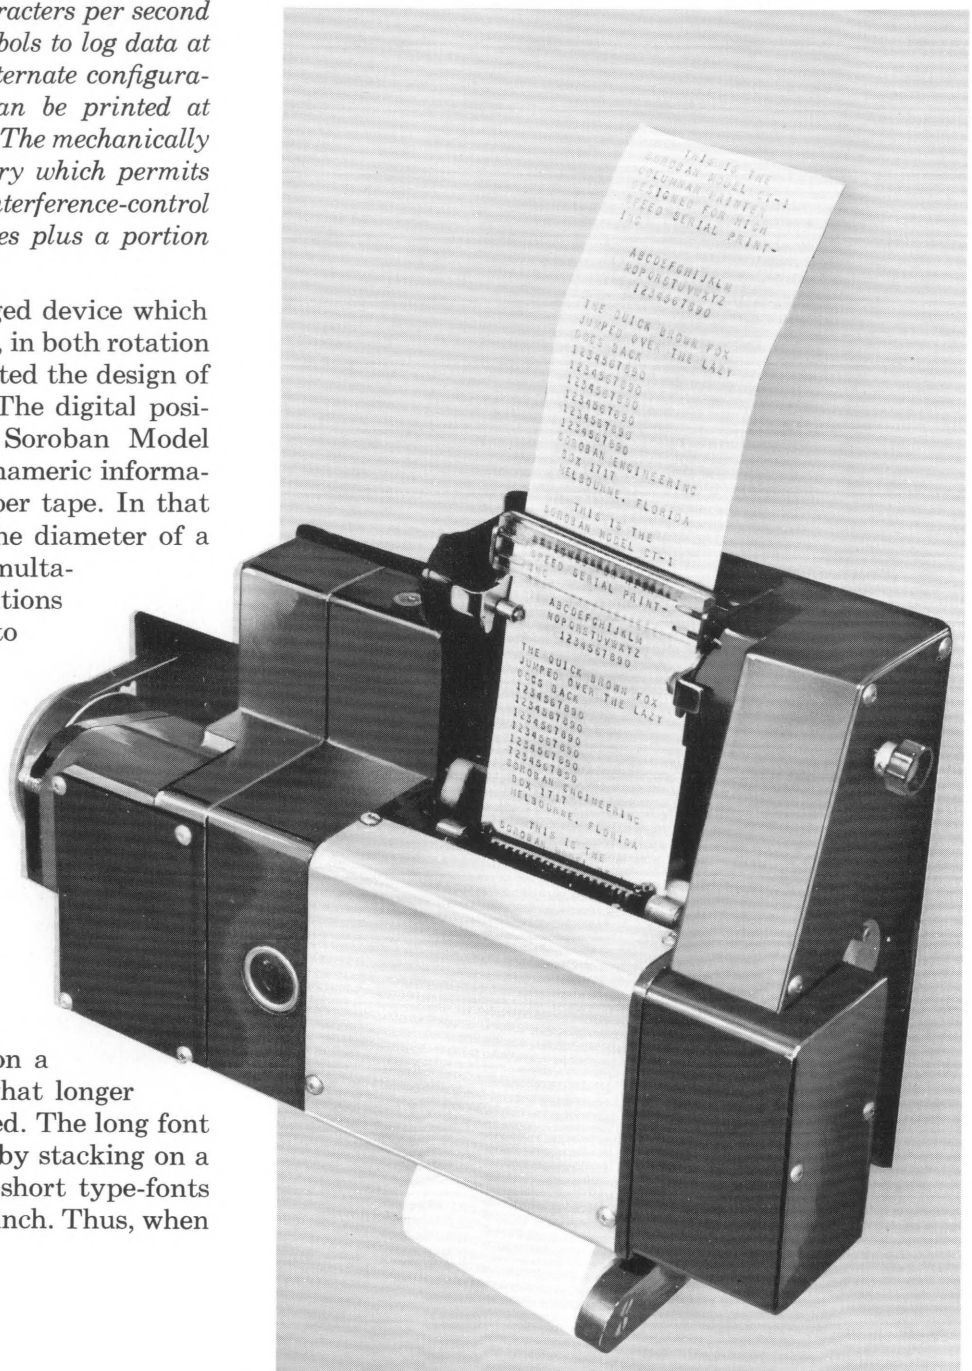 racters per second
bols to log data at
ternate configura-
an be printed at
The mechanically
ry which permits
nterference-control
es plus a portion
ged device which
, in both rotation
ted the design of
The digital posi-
Soroban Model
nameric informa-
per tape. In that
he diameter of a
multa-
tions
to
on a
hat longer
ed. The long font
by stacking on a
short type-fonts
inch. Thus, when
THIS IS THE
SOROBAN MODEL CT-1
COLUMNAR PRINTER
DESIGNED FOR HIGH
SPEED SERIAL PRINT-
ING
ABCDEFGHIJKLM
NOPQRSTUVWXYZ
1234567890
THE QUICK BROWN FOX
JUMPED OVER THE LAZY
DOGS BACK
1234567890
1234567890
1234567890
1234567890
1234567890
1234567890
SOROBAN ENGINEERING
BOX 1717
MELBOURNE, FLORIDA
THIS IS THE
SOROBAN MODEL CT-1
SPEED SERIAL PRINT-
ING
ABCDEFGHIJKLM
NOPQRSTUVWXYZ
1234567890
THE QUICK BROWN FOX
JUMPED OVER THE LAZY
DOGS BACK
1234567890
1234567890
1234567890
1234567890
1234567890
1234567890
SOROBAN ENGINEERING
BOX 1717
MELBOURNE, FLORIDA
THIS IS THE
SOROBAN